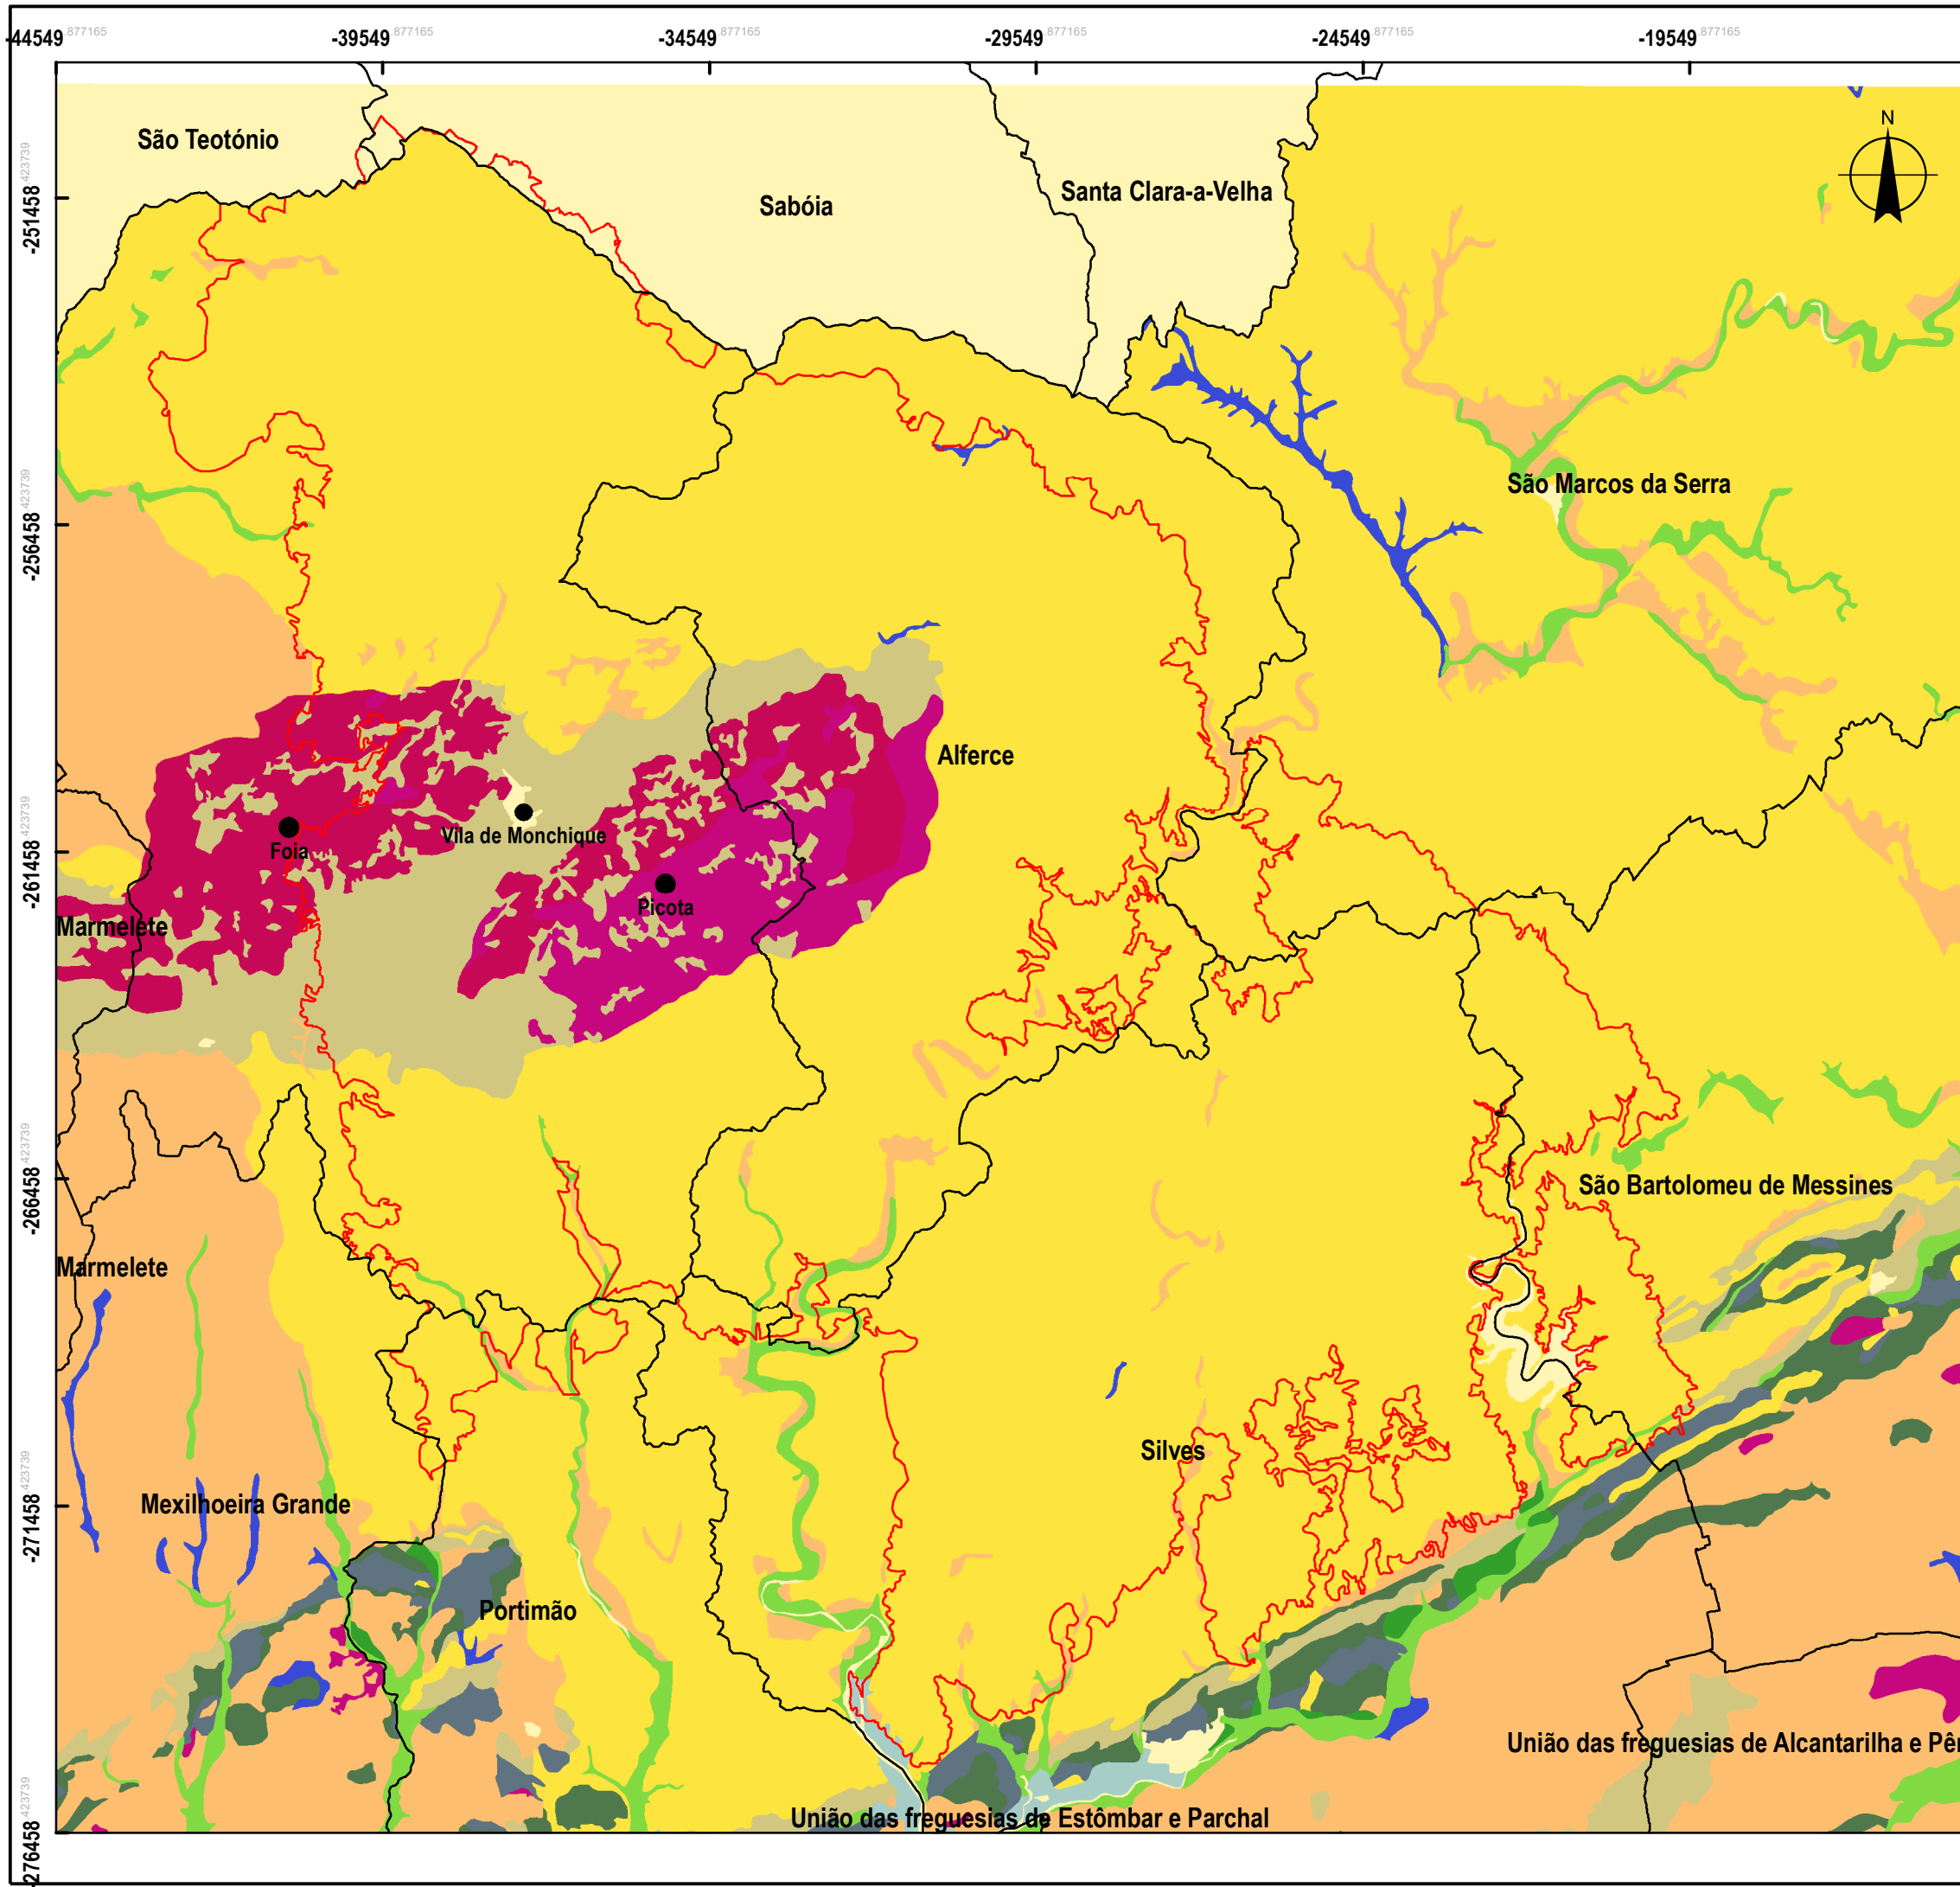 -44549.877165 -39549.877165 -34549.877165 -29549.877165 -24549.877165 -19549.877165
N
São Teotónio
Santa Clara-a-Velha
Sabóia
-251458.423739
São Marcos da Serra
-256458.423739
Alferce
Vila de Monchique
Foia
-261458.423739
Picota
Marmelete
São Bartolomeu de Messines
-266458.423739
Marmelete
Silves
Mexilhoeira Grande
-271458.423739
Portimão
União das freguesias de Alcantarilha e Pê
União das freguesias de Estômbar e Parchal
-276458.423739